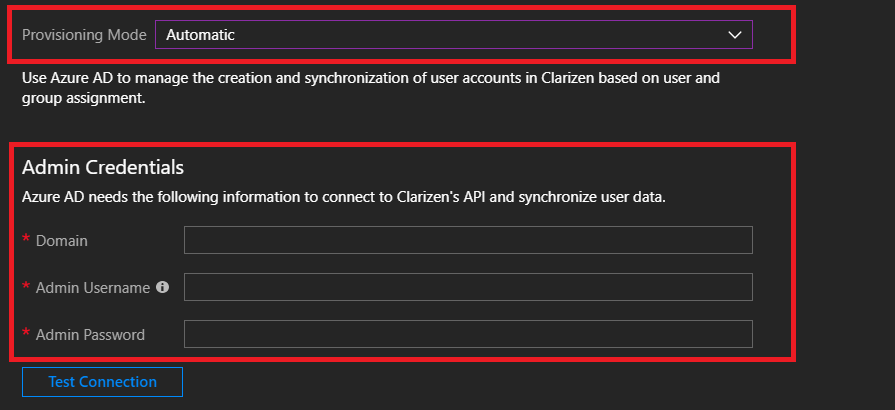 Provisioning Mode Automatic
Use Azure AD to manage the creation and synchronization of user accounts in Clarizen based on user and
group assignment.
Admin Credentials
Azure AD needs the following information to connect to Clarizen's API and synchronize user data.
* Domain
* Admin Username
* Admin Password
Test Connection